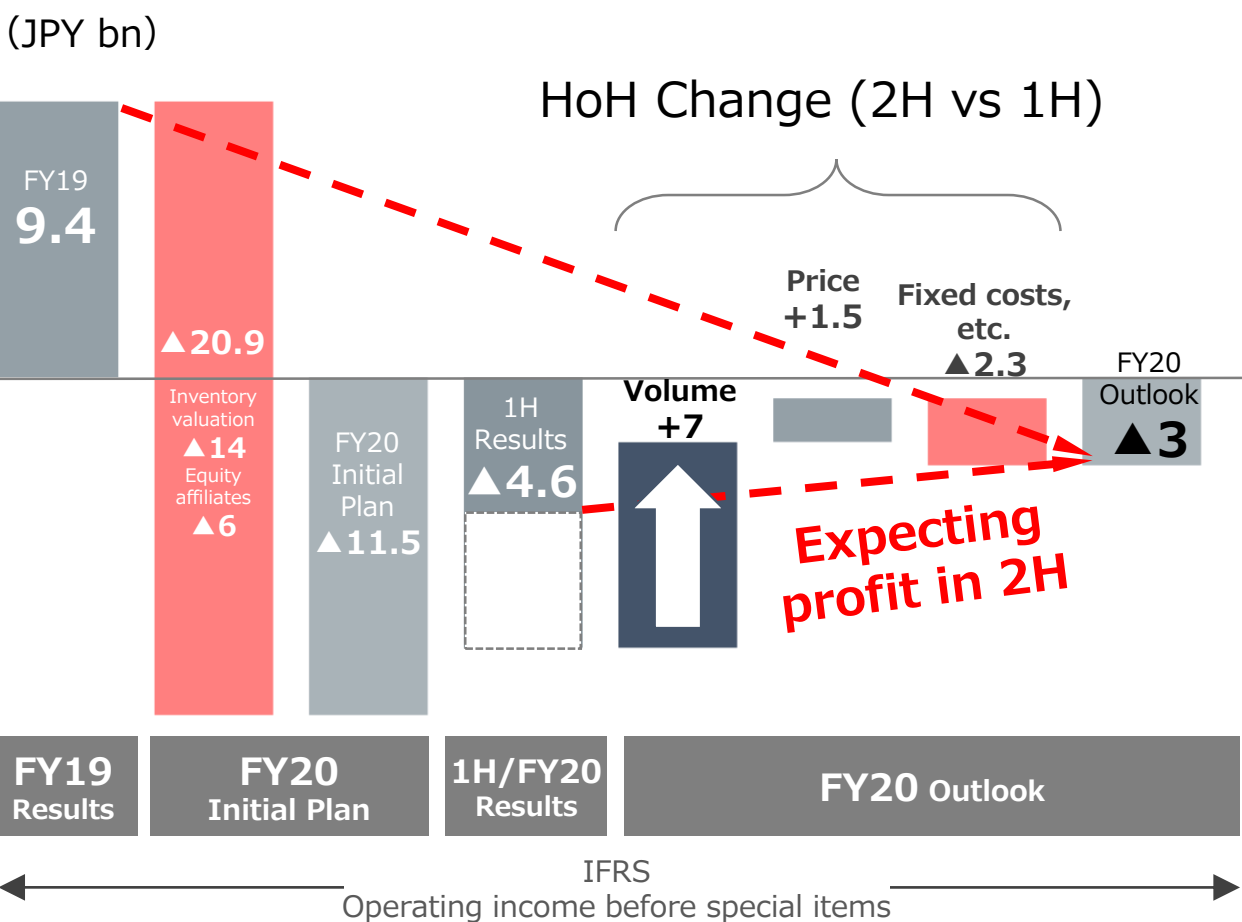 (JPY bn)
HoH Change (2H vs 1H)
FY19
9.4
▲20.9
Inventory
valuation
▲14
Equity
affiliates
▲6
FY20
Initial
Plan
▲11.5
1H
Results
▲4.6
Volume
+7
Price
+1.5
Fixed costs,
etc.
▲2.3
FY20
Outlook
▲3
Expecting
profit in 2H
FY19
Results
FY20
Initial Plan
1H/FY20
Results
FY20 Outlook
IFRS
Operating income before special items